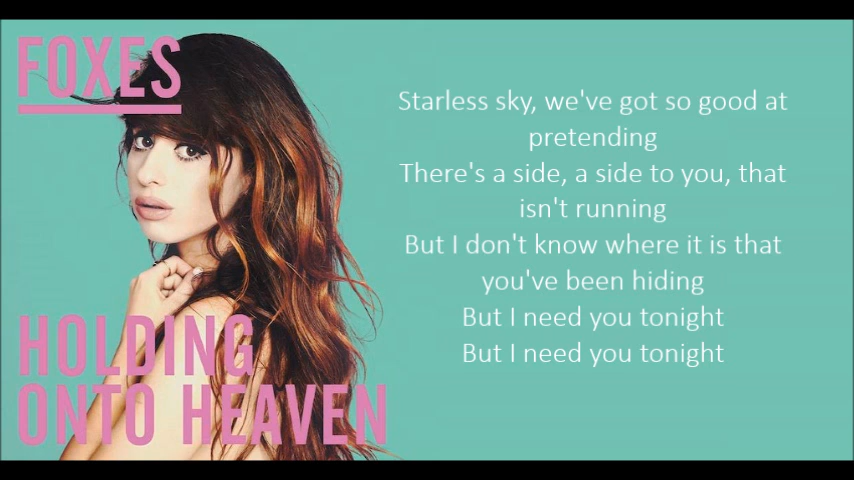 FOXES
HOLDING
ONTO HEAVEN
Starless sky, we've got so good at
pretending
There's a side, a side to you, that
isn't running
But I don't know where it is that
you've been hiding
But I need you tonight
But I need you tonight